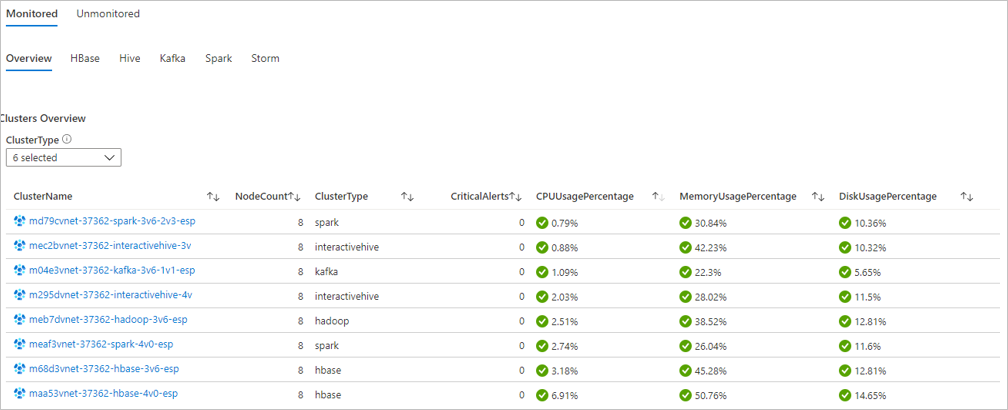 Monitored Unmonitored
Overview HBase Hive Kafka Spark Storm
Clusters Overview
ClusterType
6 selected
ClusterName NodeCount ClusterType CriticalAlerts CPUUsagePercentage MemoryUsagePercentage DiskUsagePercentage
md79cvnet-37362-spark-3v6-2v3-esp 8 spark 0 0.79% 30.84% 10.36%
mec2bvnet-37362-interactivehive-3v 8 interactivehive 0 0.88% 42.23% 10.32%
m04e3vnet-37362-kafka-3v6-1v1-esp 8 kafka 0 1.09% 22.3% 5.65%
m295dvnet-37362-interactivehive-4v 8 interactivehive 0 2.03% 28.02% 11.5%
meb7dvnet-37362-hadoop-3v6-esp 8 hadoop 0 2.51% 38.52% 12.81%
meaf3vnet-37362-spark-4v0-esp 8 spark 0 2.74% 26.04% 11.6%
m68d3vnet-37362-hbase-3v6-esp 8 hbase 0 3.18% 45.28% 12.81%
maa53vnet-37362-hbase-4v0-esp 8 hbase 0 6.91% 50.76% 14.65%